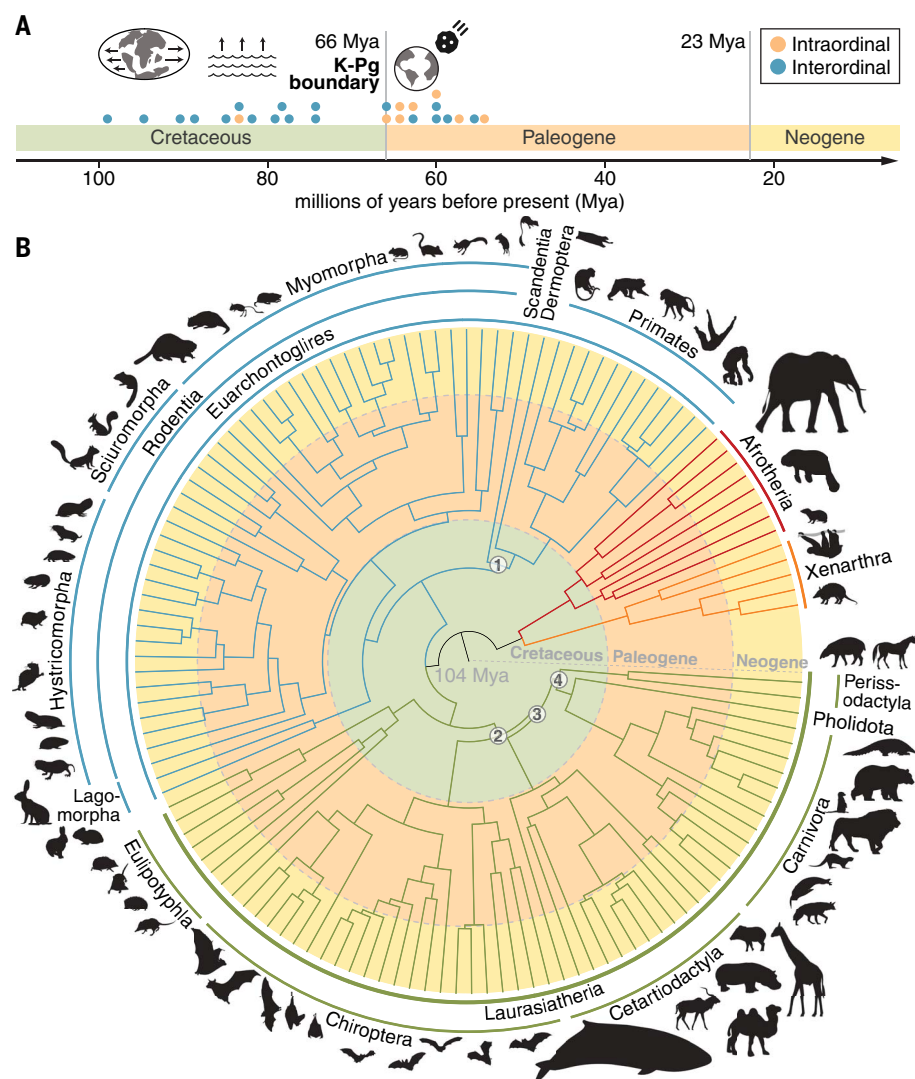 A
66 Mya
K-Pg
boundary
23 Mya
Intraordinal
Interordinal
Cretaceous
Paleogene
Neogene
100
80
60
40
20
millions of years before present (Mya)
B
Myomorpha
Scandentia
Dermoptera
Primates
Sciuromorpha
Rodentia
Euarchontoglires
Afrotheria
Xenarthra
Hystricomorpha
1
Cretaceous
Paleogene
Neogene
104 Mya
4
3
2
Periss-
odactyla
Pholidota
Lago-
morpha
Carnivora
Eulipotyphla
Cetartiodactyla
Laurasiatheria
Chiroptera